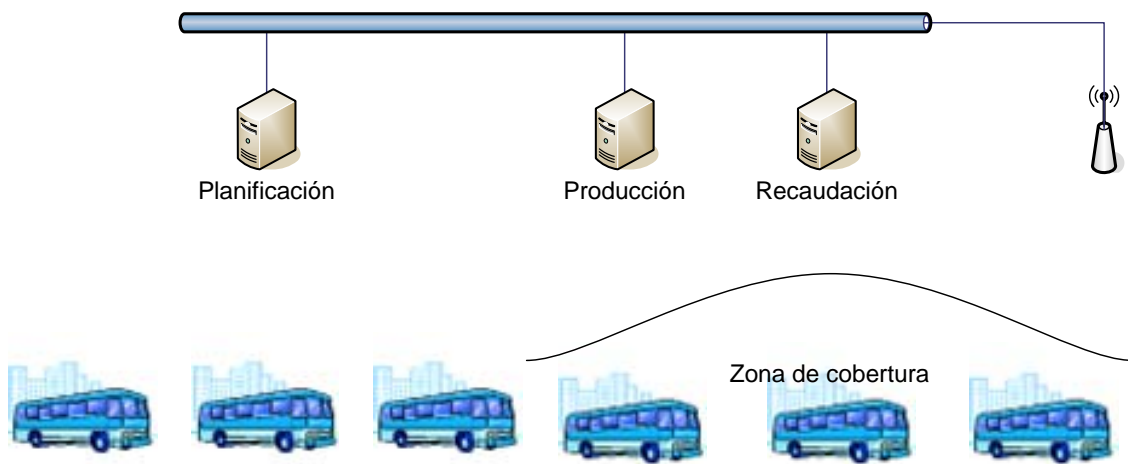 Planificación
Producción
Recaudación
Zona de cobertura